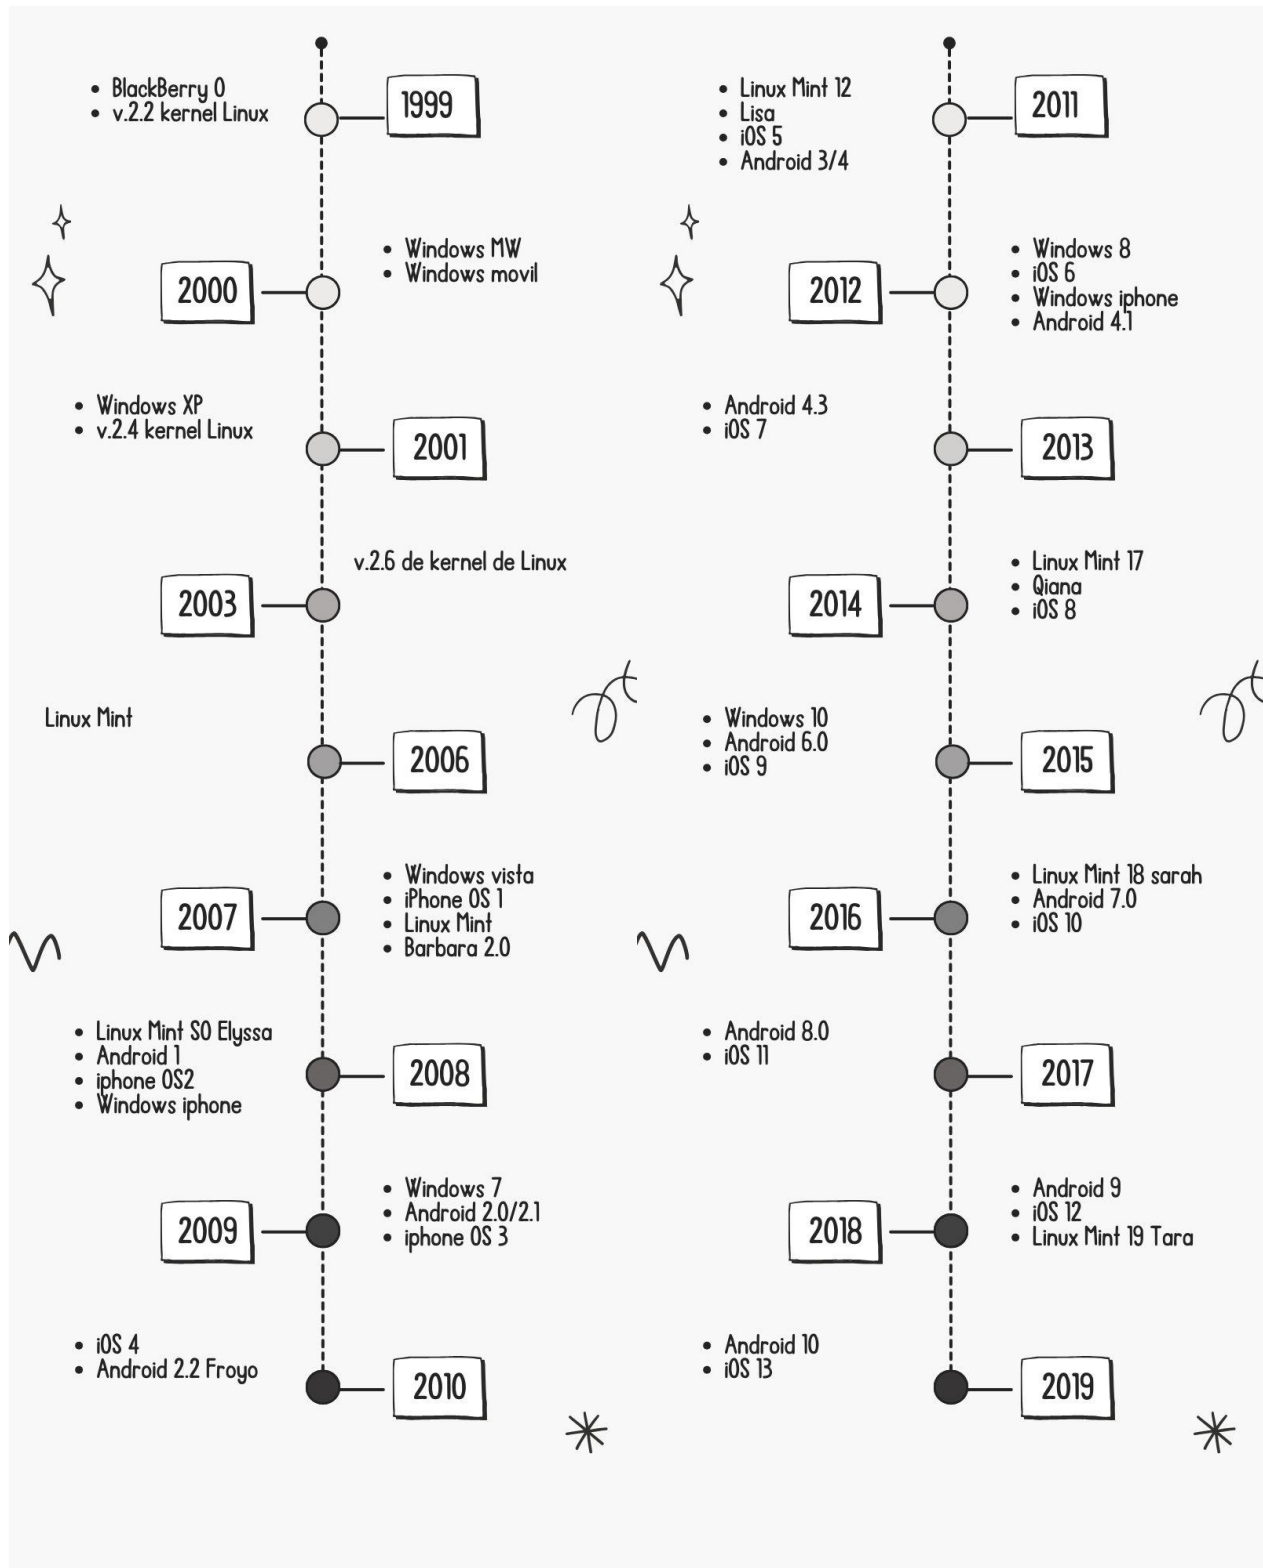 • BlackBerry 0
• v.2.2 kernel Linux
1999
• Windows MW
• Windows movil
2000
• Windows XP
• v.2.4 kernel Linux
2001
v.2.6 de kernel de Linux
2003
Linux Mint
2006
• Windows vista
• iPhone OS 1
• Linux Mint
• Barbara 2.0
2007
• Linux Mint SO Elyssa
• Android 1
• iphone OS2
• Windows iphone
2008
• Windows 7
• Android 2.0/2.1
• iphone OS 3
2009
• iOS 4
• Android 2.2 Froyo
2010
• Linux Mint 12
• Lisa
• iOS 5
• Android 3/4
2011
• Windows 8
• iOS 6
• Windows iphone
• Android 4.1
2012
• Android 4.3
• iOS 7
2013
• Linux Mint 17
• Qiana
• iOS 8
2014
• Windows 10
• Android 6.0
• iOS 9
2015
• Linux Mint 18 sarah
• Android 7.0
• iOS 10
2016
• Android 8.0
• iOS 11
2017
• Android 9
• iOS 12
• Linux Mint 19 Tara
2018
• Android 10
• iOS 13
2019